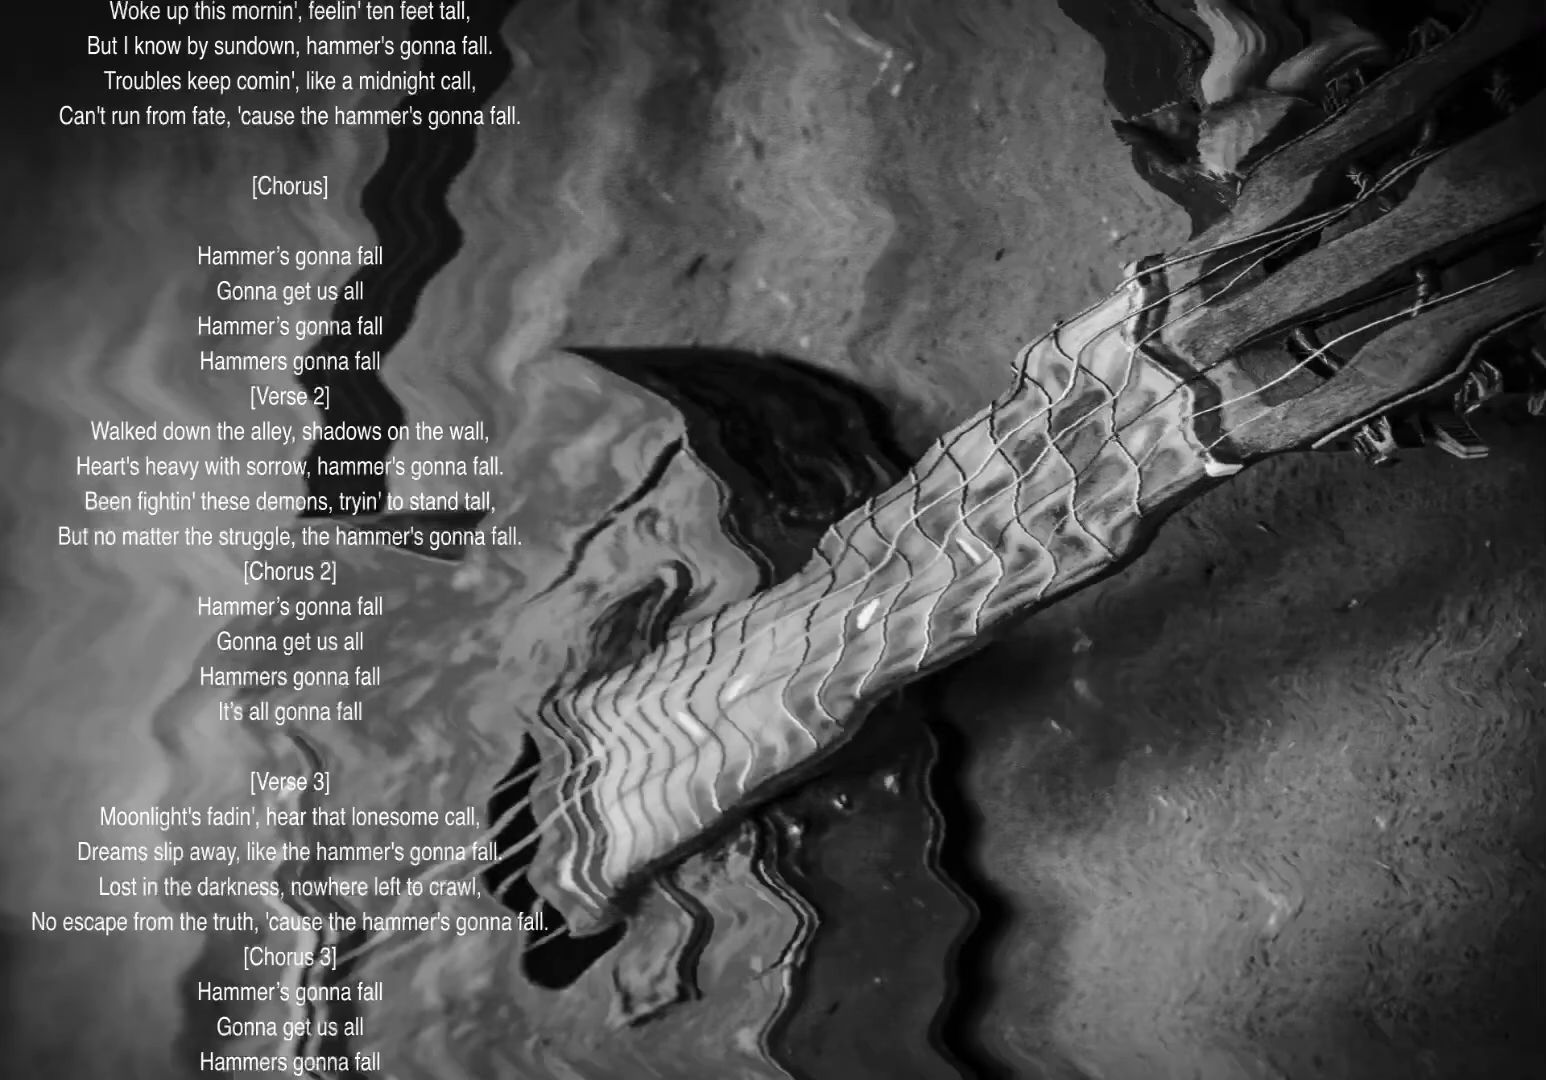 Woke up this mornin', feelin' ten feet tall,
But I know by sundown, hammer's gonna fall.
Troubles keep comin', like a midnight call,
Can't run from fate, 'cause the hammer's gonna fall.
[Chorus]
Hammer’s gonna fall
Gonna get us all
Hammer’s gonna fall
Hammers gonna fall
[Verse 2]
Walked down the alley, shadows on the wall,
Heart's heavy with sorrow, hammer's gonna fall.
Been fightin' these demons, tryin' to stand tall,
But no matter the struggle, the hammer's gonna fall.
[Chorus 2]
Hammer’s gonna fall
Gonna get us all
Hammers gonna fall
It’s all gonna fall
[Verse 3]
Moonlight's fadin', hear that lonesome call,
Dreams slip away, like the hammer's gonna fall.
Lost in the darkness, nowhere left to crawl,
No escape from the truth, 'cause the hammer's gonna fall.
[Chorus 3]
Hammer’s gonna fall
Gonna get us all
Hammers gonna fall